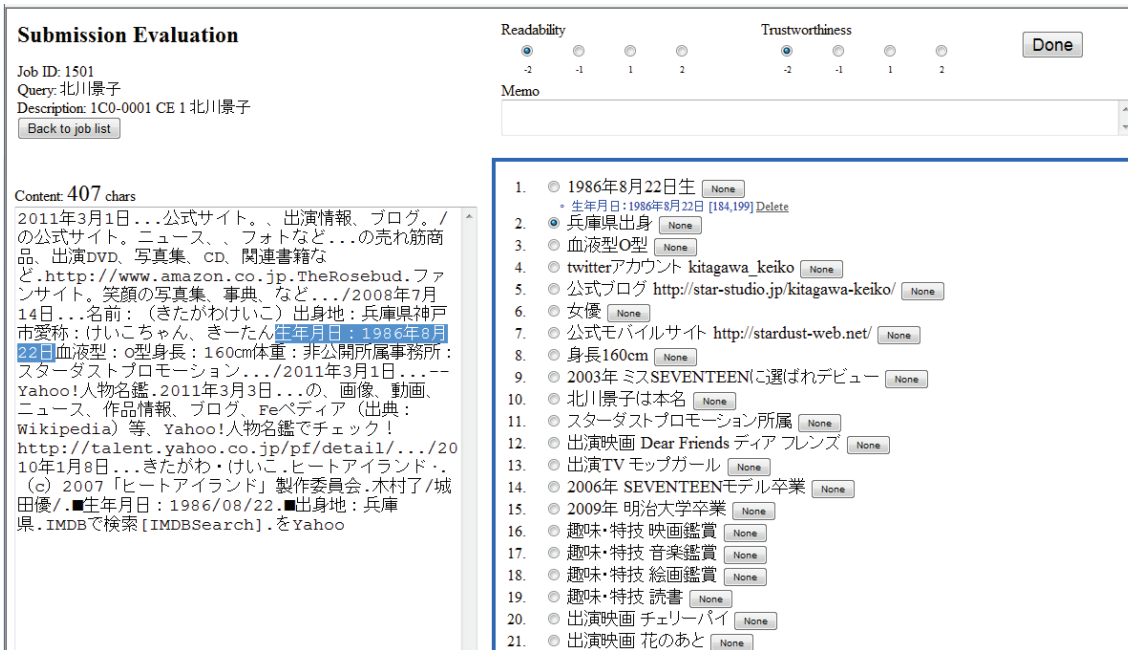 Submission Evaluation
Job ID: 1501
Query: 北川景子
Description: 1C0-0001 CE 1 北川景子
Back to job list
Readability
-2 -1 1 2
Trustworthiness
-2 -1 1 2
Done
Memo
Content: 407 chars
2011年3月1日...公式サイト。、出演情報、ブログ。/
の公式サイト。ニュース、、フォトなど...の売れ筋商
品、出演DVD、写真集、CD、関連書籍な
ど.http://www.amazon.co.jp.TheRosebud.ファ
ンサイト。笑顔の写真集、事典、など.../2008年7月
14日...名前：（きたがわけいこ）出身地：兵庫県神戸
市愛称：けいこちゃん、きーたん生年月日：1986年8月
22日血液型：O型身長：160㎝体重：非公開所属事務所：
スターダストプロモーション.../2011年3月1日...--
Yahoo!人物名鑑.2011年3月3日...の、画像、動画、
ニュース、作品情報、ブログ、Feペディア（出典：
Wikipedia）等、Yahoo!人物名鑑でチェック！
http://talent.yahoo.co.jp/pf/detail/.../20
10年1月8日...きたがわ・けいこ.ヒートアイランド・.
（c）2007「ヒートアイランド」製作委員会.木村了/城
田優/.■生年月日：1986/08/22.■出身地：兵庫
県.IMDBで検索[IMDBSearch].をYahoo
1. 1986年8月22日生 None
生年月日：1986年8月22日 [184,199] Delete
2. 兵庫県出身 None
3. 血液型O型 None
4. twitterアカウント kitagawa_keiko None
5. 公式ブログ http://star-studio.jp/kitagawa-keiko/ None
6. 女優 None
7. 公式モバイルサイト http://stardust-web.net/ None
8. 身長160cm None
9. 2003年 ミスSEVENTEENに選ばれデビュー None
10. 北川景子は本名 None
11. スターダストプロモーション所属 None
12. 出演映画 Dear Friends ディア フレンズ None
13. 出演TV モップガール None
14. 2006年 SEVENTEENモデル卒業 None
15. 2009年 明治大学卒業 None
16. 趣味・特技 映画鑑賞 None
17. 趣味・特技 音楽鑑賞 None
18. 趣味・特技 絵画鑑賞 None
19. 趣味・特技 読書 None
20. 出演映画 チェリーパイ None
21. 出演映画 花のあと None